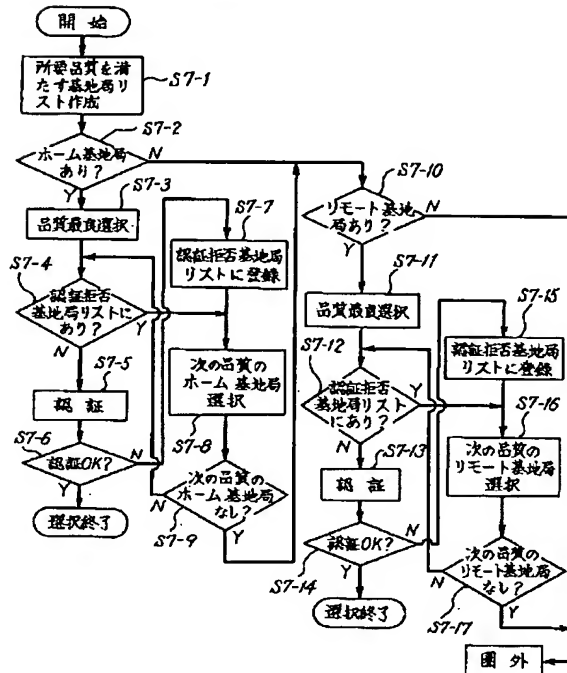 開始
所要品質を満
たす基地局リ
スト作成
S7-1
S7-2
ホーム基地局
あり?
N
Y
S7-3
品質最良選択
S7-4
認証拒否
基地局リストに
あり?
Y
N
S7-5
認証
S7-6
認証OK?
N
Y
選択終了
S7-7
認証拒否基地局
リストに登録
次の品質の
ホーム基地局
選択
S7-8
次の品質の
ホーム基地局
なし?
N
Y
S7-9
S7-10
リモート基地
局あり?
N
Y
S7-11
品質最良選択
S7-12
認証拒否
基地局リスト
にあり?
Y
N
S7-13
認証
認証OK?
N
S7-14
Y
選択終了
S7-15
認証拒否基地局
リストに登録
S7-16
次の品質の
リモート基地局
選択
次の品質の
リモート基地局
なし?
N
Y
S7-17
圏外